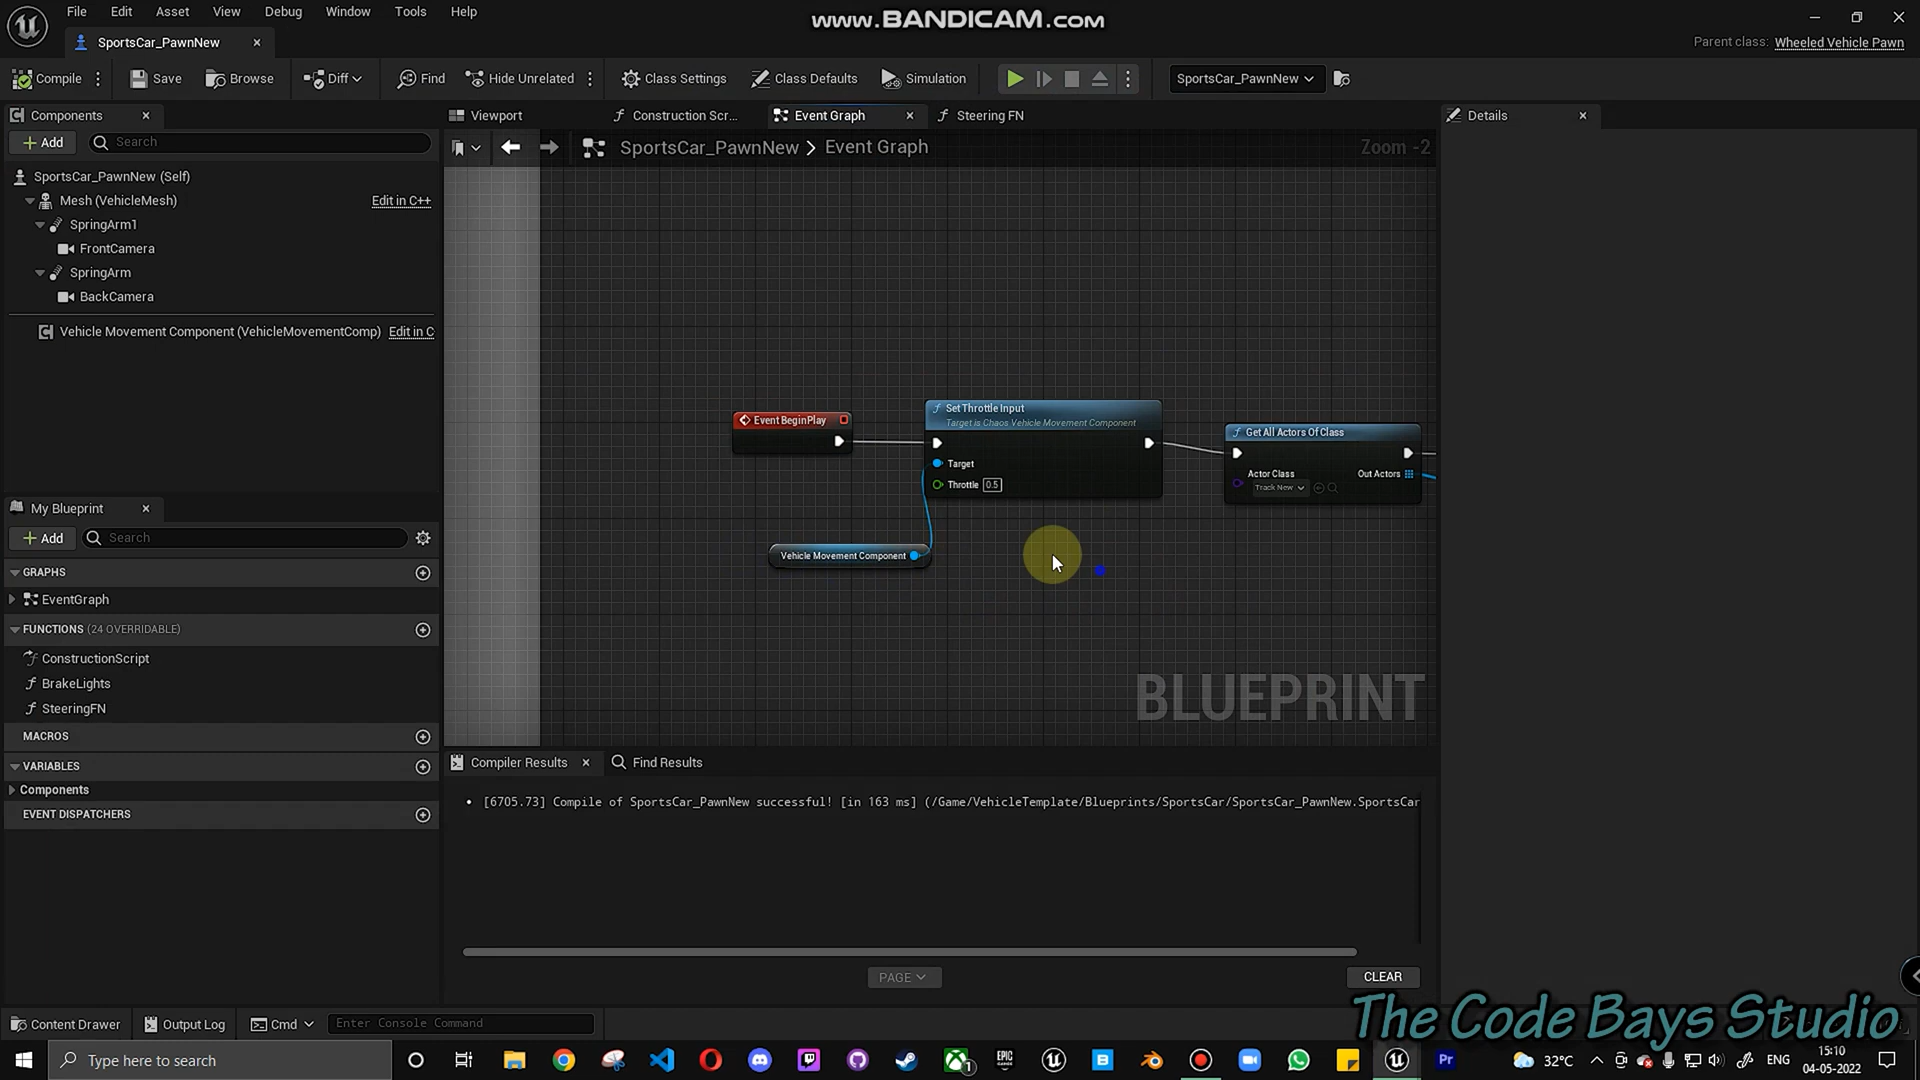 File Edit View Asset Debug Window Tools Help
www.BANDICAM.com
SportsCar_PawnNew
Parent class: Wheeled Vehicle Pawn
Compile Save Browse Diff Find Hide Unrelated Class Settings Class Defaults Simulation SportsCar_PawnNew
Components
Add Search
SportsCar_PawnNew (Self)
Mesh (VehicleMesh) Edit in C++
SpringArm1
FrontCamera
SpringArm
BackCamera
Vehicle Movement Component (VehicleMovementComp) Edit in C
My Blueprint
Add Search
GRAPHS
EventGraph
FUNCTIONS (24 OVERRIDABLE)
ConstructionScript
BrakeLights
SteeringFN
MACROS
VARIABLES
Components
EVENT DISPATCHERS
Viewport Construction Scr... Event Graph Steering FN
SportsCar_PawnNew > Event Graph Zoom -2
Event BeginPlay
Set Throttle Input
Target is Chaos Vehicle Movement Component
Target
Throttle 0.5
Vehicle Movement Component
Get All Actors Of Class
Actor Class Out Actors
Track New
BLUEPRINT
Compiler Results Find Results
[6705.73] Compile of SportsCar_PawnNew successful! [in 163 ms] (/Game/VehicleTemplate/Blueprints/SportsCar/SportsCar_PawnNew.SportsCar
PAGE CLEAR
Details
Content Drawer Output Log Cmd Enter Console Command
The Code Bays Studio
Type here to search
1
Pr
32°C ENG
15:10
04-05-2022